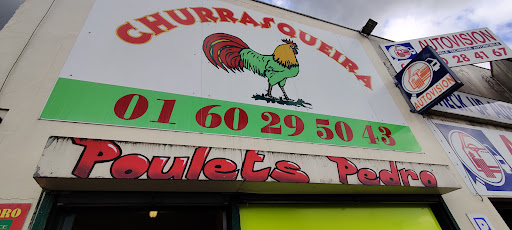 CHURRASQUEIRA
01 60 29 50 43
Poulets Pedro
AUTOVISION
28 67
AUTOVISION